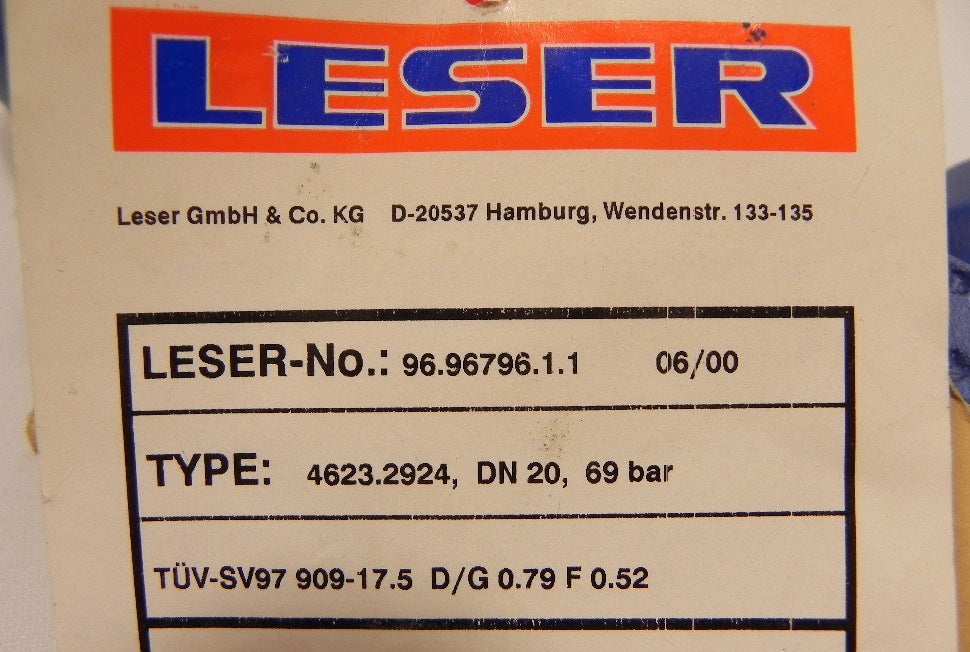 LESER
Leser GmbH & Co. KG D-20537 Hamburg, Wendenstr. 133-135
LESER-No.: 96.96796.1.1 06/00
TYPE: 4623.2924, DN 20, 69 bar
TÜV-SV97 909-17.5 D/G 0.79 F 0.52